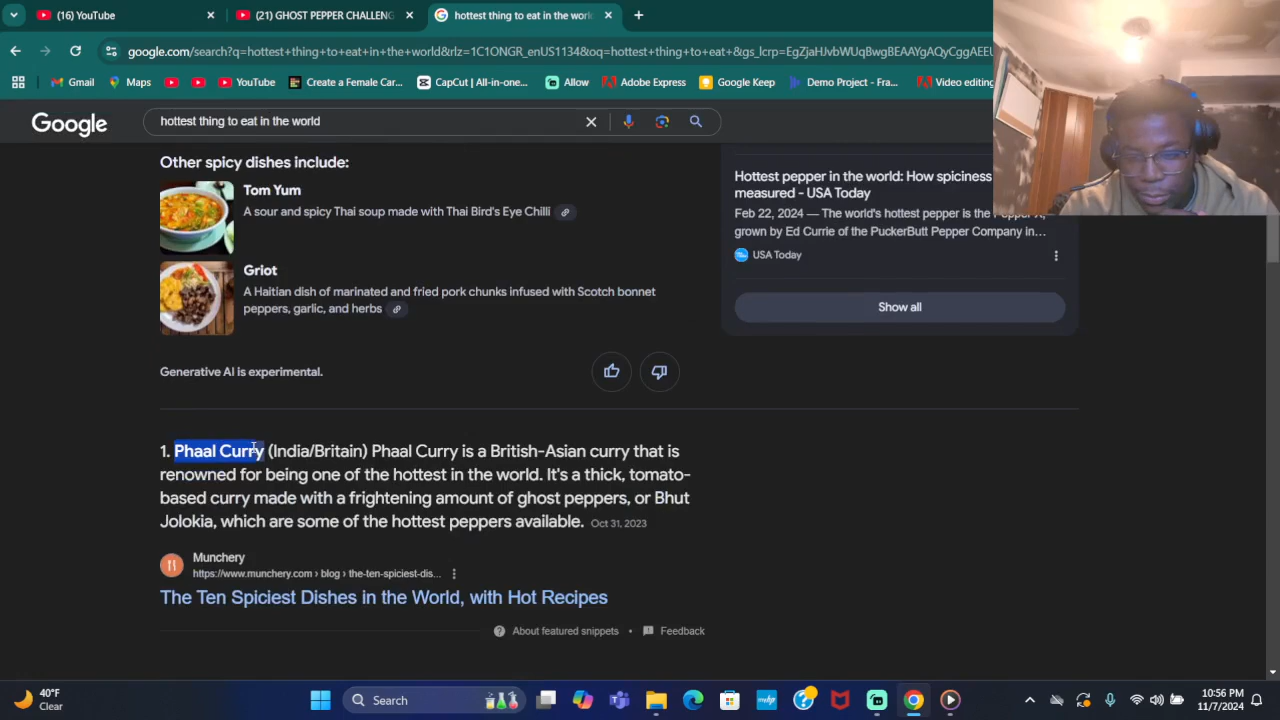 (16) YouTube
(21) GHOST PEPPER CHALLENG
hottest thing to eat in the world
google.com/search?q=hottest+thing+to+eat+in+the+world&rlz=1C1ONGR_enUS1134&oq=hottest+thing+to+eat+&gs_lcrp=EgZjaHJvbWUqBwgBEAAYgAQyCggAEEU
Gmail
Maps
YouTube
Create a Female Car...
CapCut | All-in-one...
Allow
Adobe Express
Google Keep
Demo Project - Fra...
Video editing
Google
hottest thing to eat in the world
Other spicy dishes include:
Tom Yum
A sour and spicy Thai soup made with Thai Bird's Eye Chilli
Griot
A Haitian dish of marinated and fried pork chunks infused with Scotch bonnet
peppers, garlic, and herbs
Hottest pepper in the world: How spiciness
measured - USA Today
Feb 22, 2024 — The world's hottest pepper is the Pepper X,
grown by Ed Currie of the PuckerButt Pepper Company in...
USA Today
Show all
Generative AI is experimental.
1. Phaal Curry (India/Britain) Phaal Curry is a British-Asian curry that is
renowned for being one of the hottest in the world. It's a thick, tomato-
based curry made with a frightening amount of ghost peppers, or Bhut
Jolokia, which are some of the hottest peppers available. Oct 31, 2023
Munchery
https://www.munchery.com › blog › the-ten-spiciest-dis...
The Ten Spiciest Dishes in the World, with Hot Recipes
About featured snippets • Feedback
40°F
Clear
Search
10:56 PM
11/7/2024